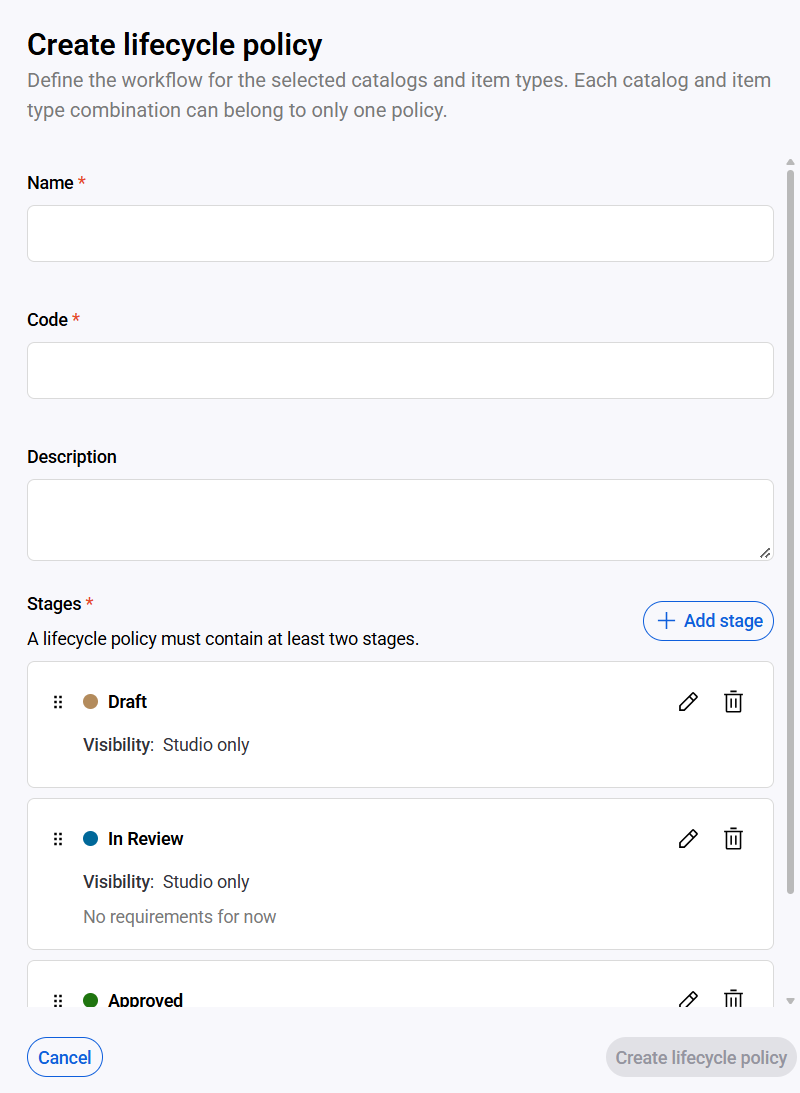 Create lifecycle policy
Define the workflow for the selected catalogs and item types. Each catalog and item
type combination can belong to only one policy.
Name *
Code *
Description
Stages *
A lifecycle policy must contain at least two stages.
Add stage
Draft
Visibility: Studio only
In Review
Visibility: Studio only
No requirements for now
Approved
Cancel
Create lifecycle policy